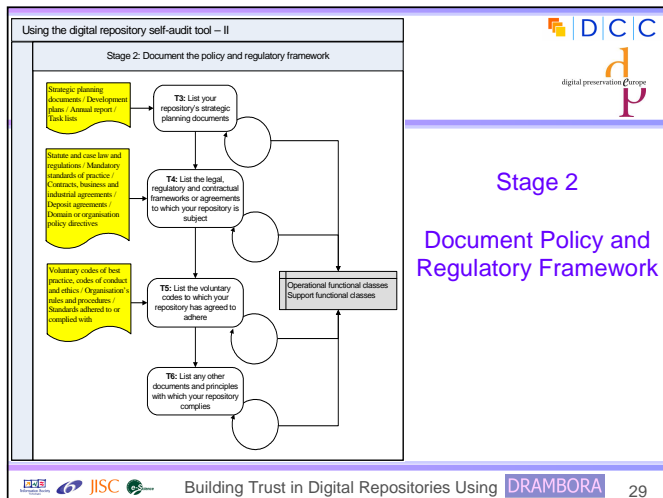 Using the digital repository self-audit tool – II
Stage 2: Document the policy and regulatory framework
Strategic planning
documents / Development
plans / Annual report /
Task lists
T3: List your
repository's strategic
planning documents
Statute and case law and
regulations / Mandatory
standards of practice /
Contracts, business and
industrial agreements /
Deposit agreements /
Domain or organisation
policy directives
T4: List the legal,
regulatory and contractual
frameworks or agreements
to which your repository is
subject
Voluntary codes of best
practice, codes of conduct
and ethics / Organisation's
rules and procedures /
Standards adhered to or
complied with
T5: List the voluntary
codes to which your
repository has agreed to
adhere
Operational functional classes
Support functional classes
T6: List any other
documents and principles
with which your repository
complies
D|C|C
d
digital preservation europe
p
Stage 2
Document Policy and
Regulatory Framework
Information Society
JISC
e-Science
Building Trust in Digital Repositories Using DRAMBORA
29